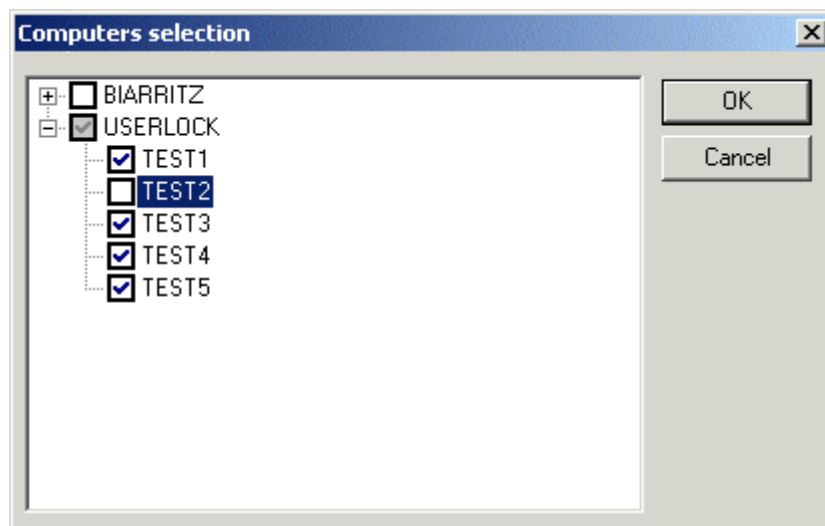 Computers selection
BIARRITZ
USERLOCK
TEST1
TEST2
TEST3
TEST4
TEST5
OK
Cancel